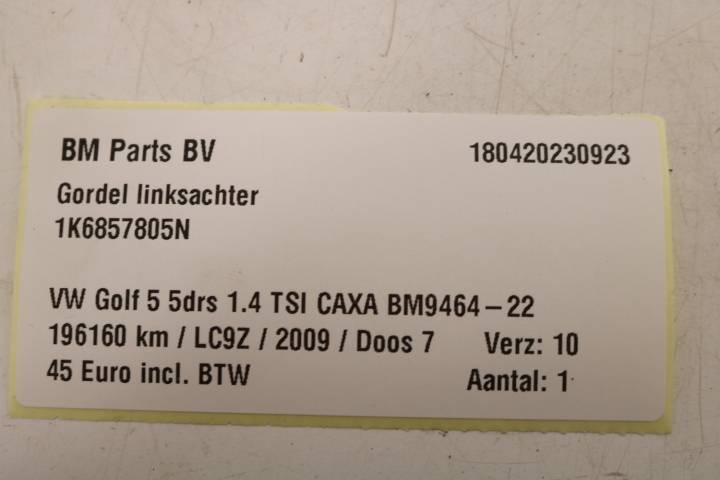 BM Parts BV 180420230923
Gordel linksachter
1K6857805N
VW Golf 5 5drs 1.4 TSI CAXA BM9464-22
196160 km / LC9Z / 2009 / Doos 7 Verz: 10
45 Euro incl. BTW Aantal: 1